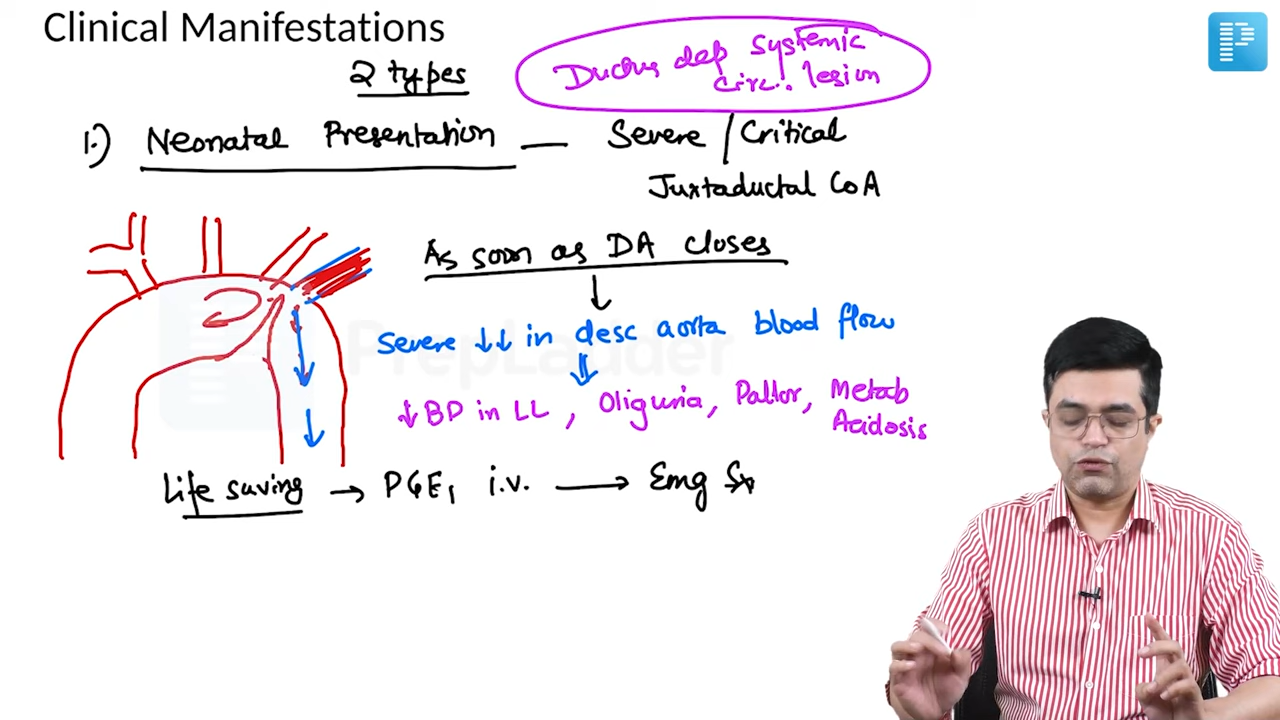 Clinical Manifestations
2 types
Ductus dep systemic
circ. lesion
1.) Neonatal Presentation — Severe / Critical
Juxtaductal CoA
As soon as DA closes
↓
Severe ↓↓ in desc aorta blood flow
⇓
↓ BP in LL, Oliguria, Pallor, Metab
Acidosis
Life saving → PGE₁ i.v. → Emg Sx
PrepLadder